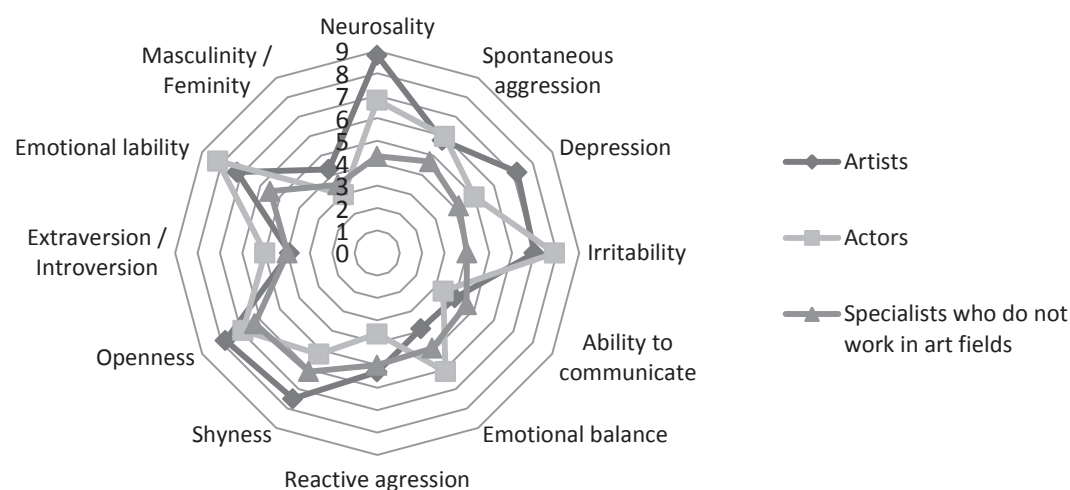 Neurosality
Masculinity /
Feminity
Spontaneous
aggression
9
8
7
6
5
4
3
2
1
0
Emotional lability
Depression
Artists
Extraversion /
Introversion
Irritability
Actors
Specialists who do not
work in art fields
Openness
Ability to
communicate
Shyness
Emotional balance
Reactive agression